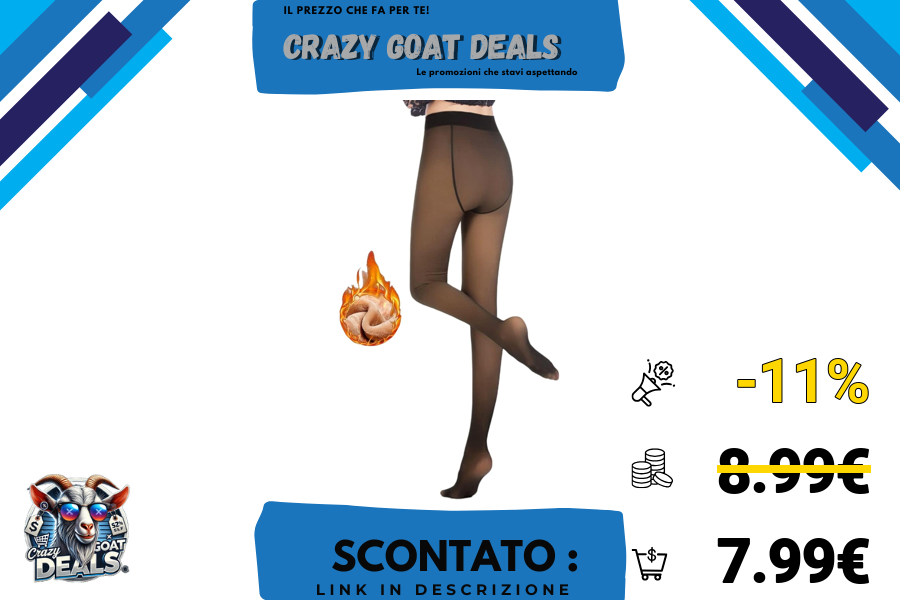 IL PREZZO CHE FA PER TE!
CRAZY GOAT DEALS
Le promozioni che stavi aspettando
-11%
8.99€
7.99€
SCONTATO :
LINK IN DESCRIZIONE
$
57%
Crazy GOAT
DEALS